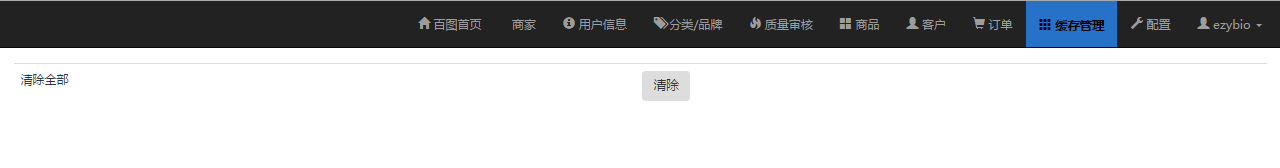 百图首页 商家 用户信息 分类/品牌 质量审核 商品 客户 订单 缓存管理 配置 ezybio
清除全部 清除